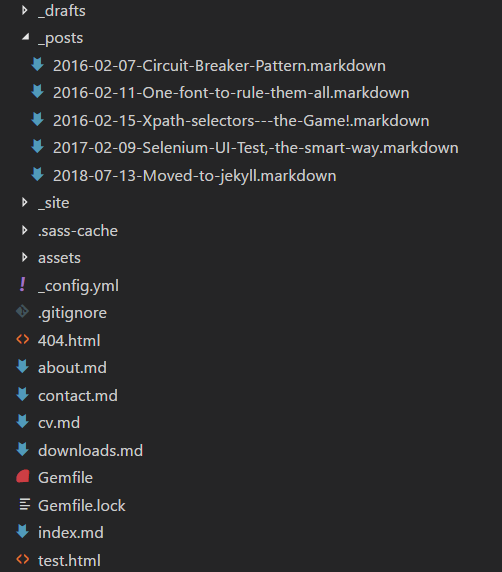 _drafts
_posts
2016-02-07-Circuit-Breaker-Pattern.markdown
2016-02-11-One-font-to-rule-them-all.markdown
2016-02-15-Xpath-selectors---the-Game!.markdown
2017-02-09-Selenium-UI-Test,-the-smart-way.markdown
2018-07-13-Moved-to-jekyll.markdown
_site
.sass-cache
assets
_config.yml
.gitignore
404.html
about.md
contact.md
cv.md
downloads.md
Gemfile
Gemfile.lock
index.md
test.html